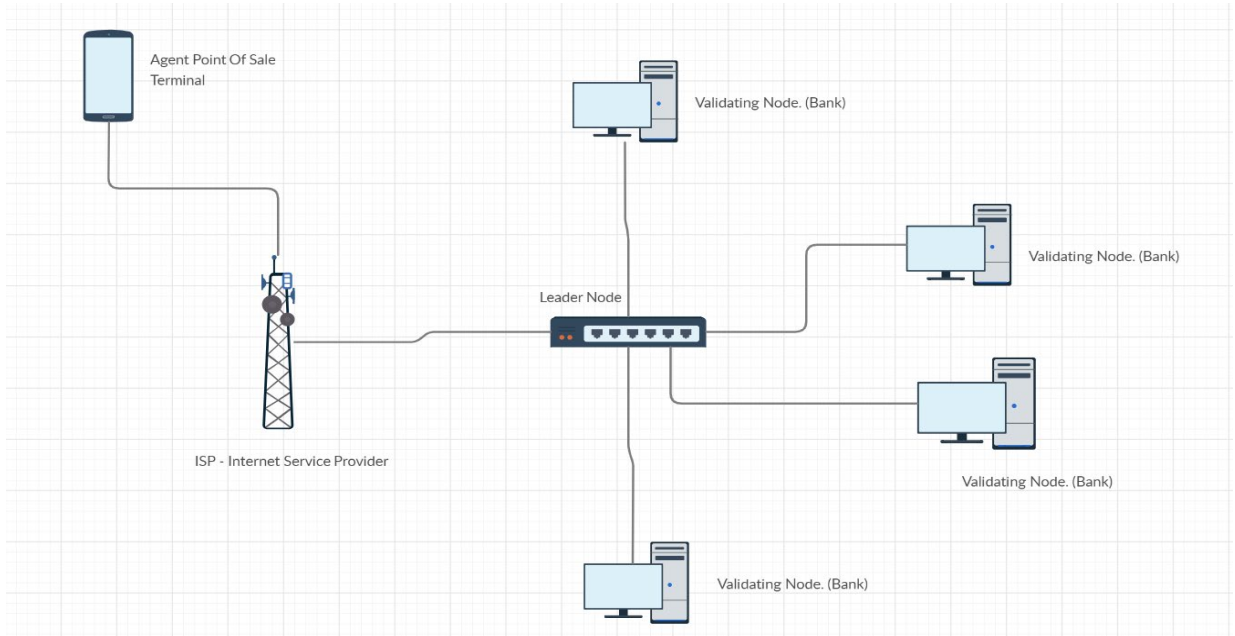 Agent Point Of Sale
Terminal
Validating Node. (Bank)
Validating Node. (Bank)
Leader Node
ISP - Internet Service Provider
Validating Node. (Bank)
Validating Node. (Bank)